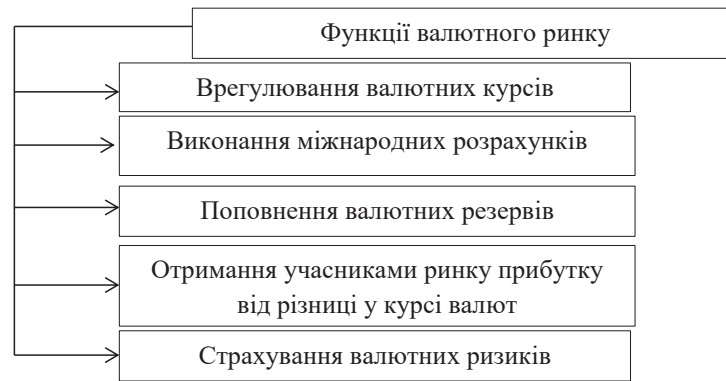 Функції валютного ринку
Врегулювання валютних курсів
Виконання міжнародних розрахунків
Поповнення валютних резервів
Отримання учасниками ринку прибутку
від різниці у курсі валют
Страхування валютних ризиків